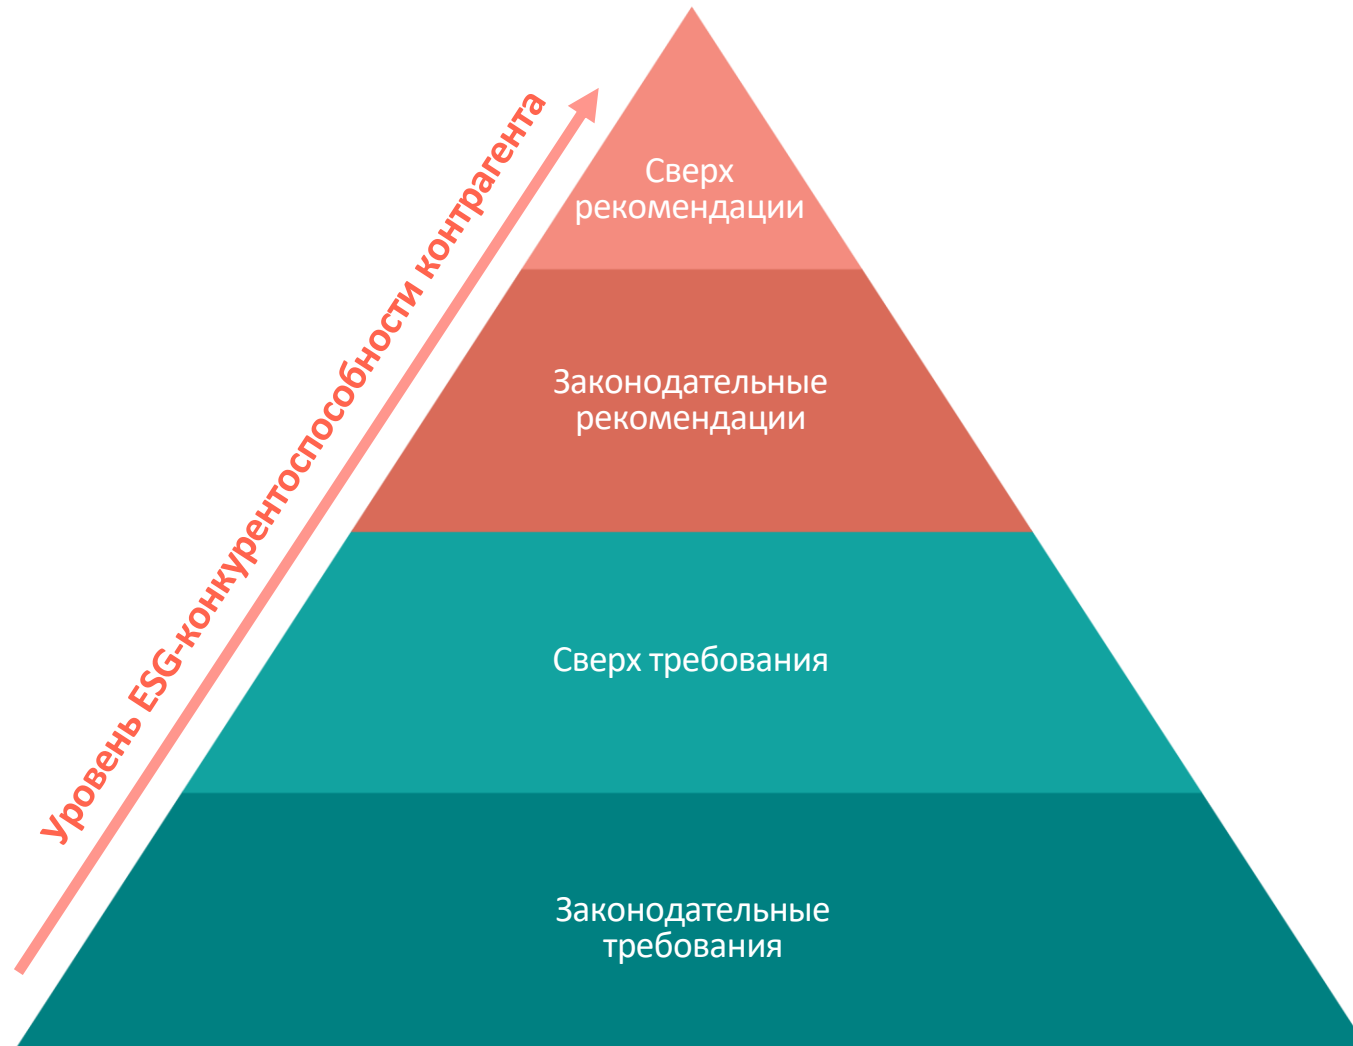 Уровень ESG-конкурентоспособности контрагента
Сверх
рекомендации
Законодательные
рекомендации
Сверх требования
Законодательные
требования